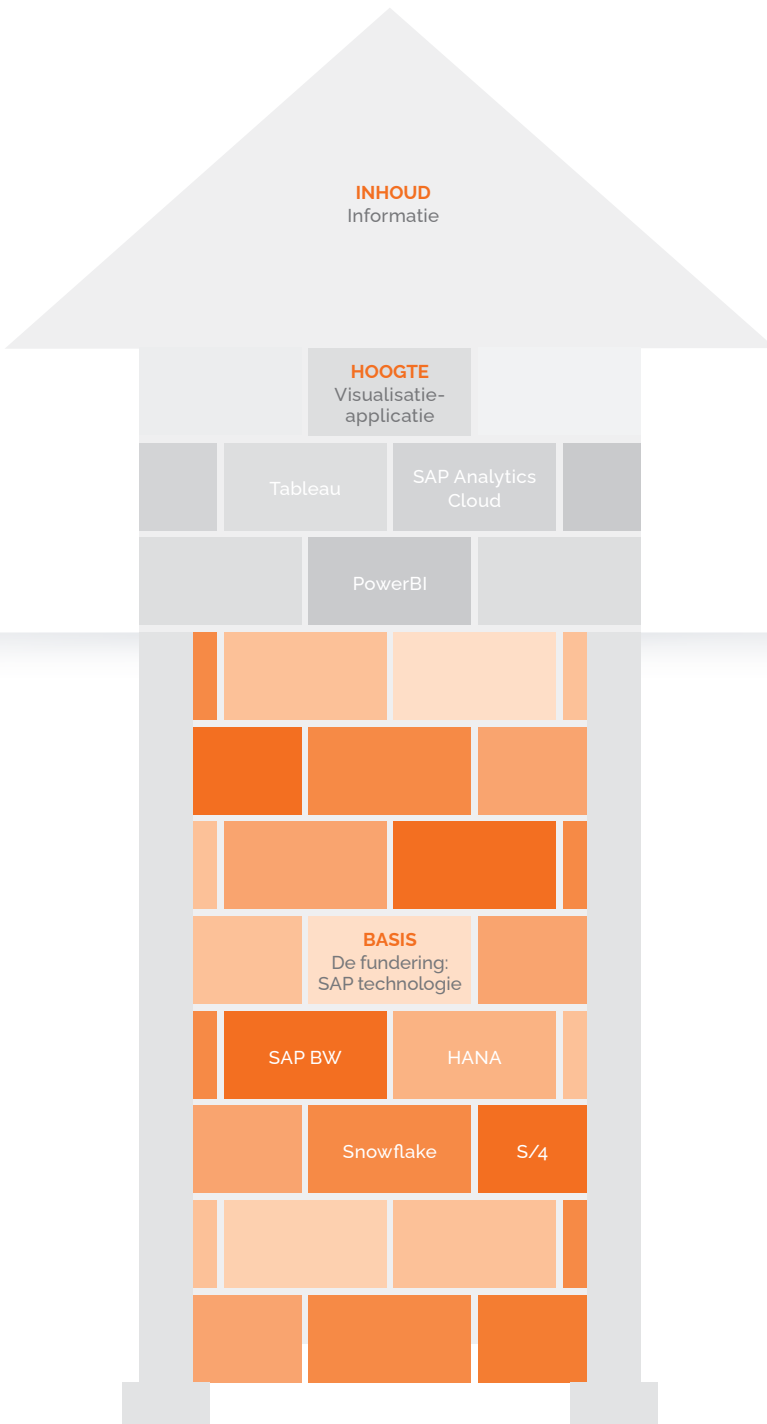 INHOUD
Informatie
HOOGTE
Visualisatie-
applicatie
Tableau
SAP Analytics
Cloud
PowerBI
BASIS
De fundering:
SAP technologie
SAP BW
HANA
Snowflake
S/4